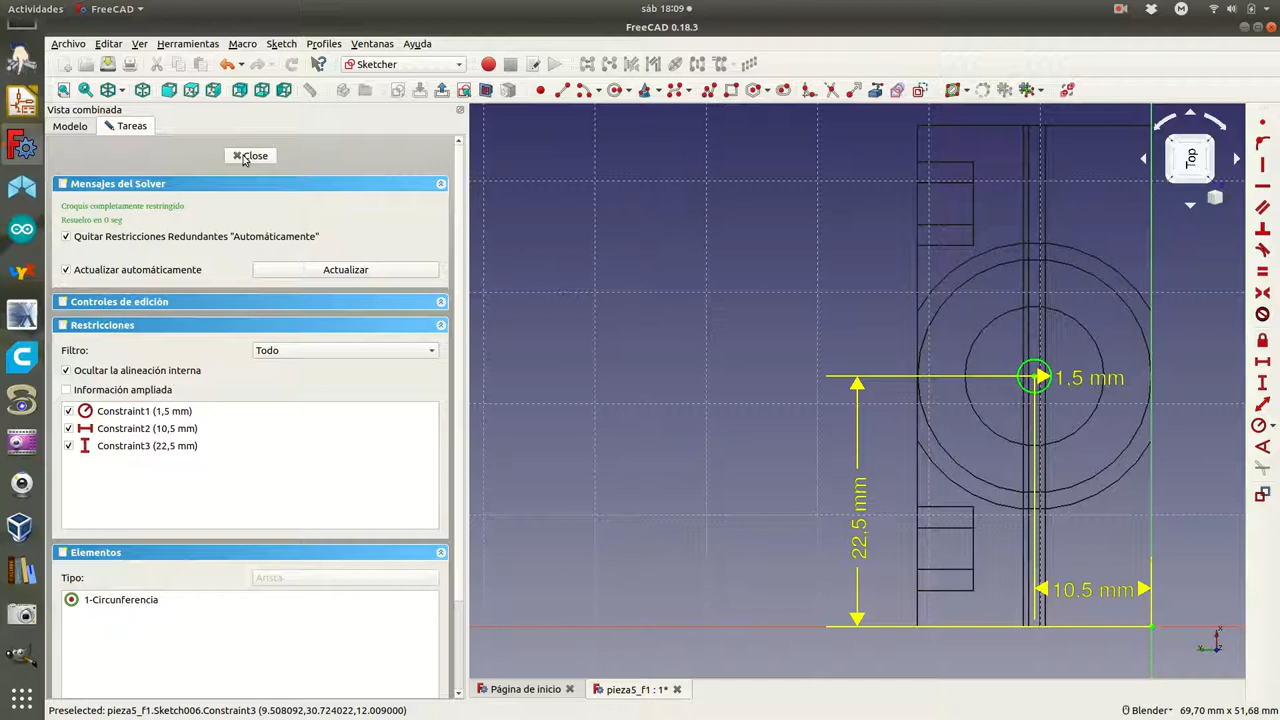 Actividades FreeCAD sáb 18:09
FreeCAD 0.18.3
Archivo Editar Ver Herramientas Macro Sketch Profiles Ventanas Ayuda
Sketcher
Vista combinada
Modelo Tareas
Close
Mensajes del Solver
Croquis completamente restringido
Resuelto en 0 seg
Quitar Restricciones Redundantes "Automáticamente"
Actualizar automáticamente Actualizar
Controles de edición
Restricciones
Filtro: Todo
Ocultar la alineación interna
Información ampliada
Constraint1 (1,5 mm)
Constraint2 (10,5 mm)
Constraint3 (22,5 mm)
Elementos
Tipo: Arista
1-Circunferencia
Top
1,5 mm
22,5 mm
10,5 mm
Página de inicio pieza5_f1 : 1*
Preselected: pieza5_f1.Sketch006.Constraint3 (9.508092,30.724022,12.009000) Blender 69,70 mm x 51,68 mm